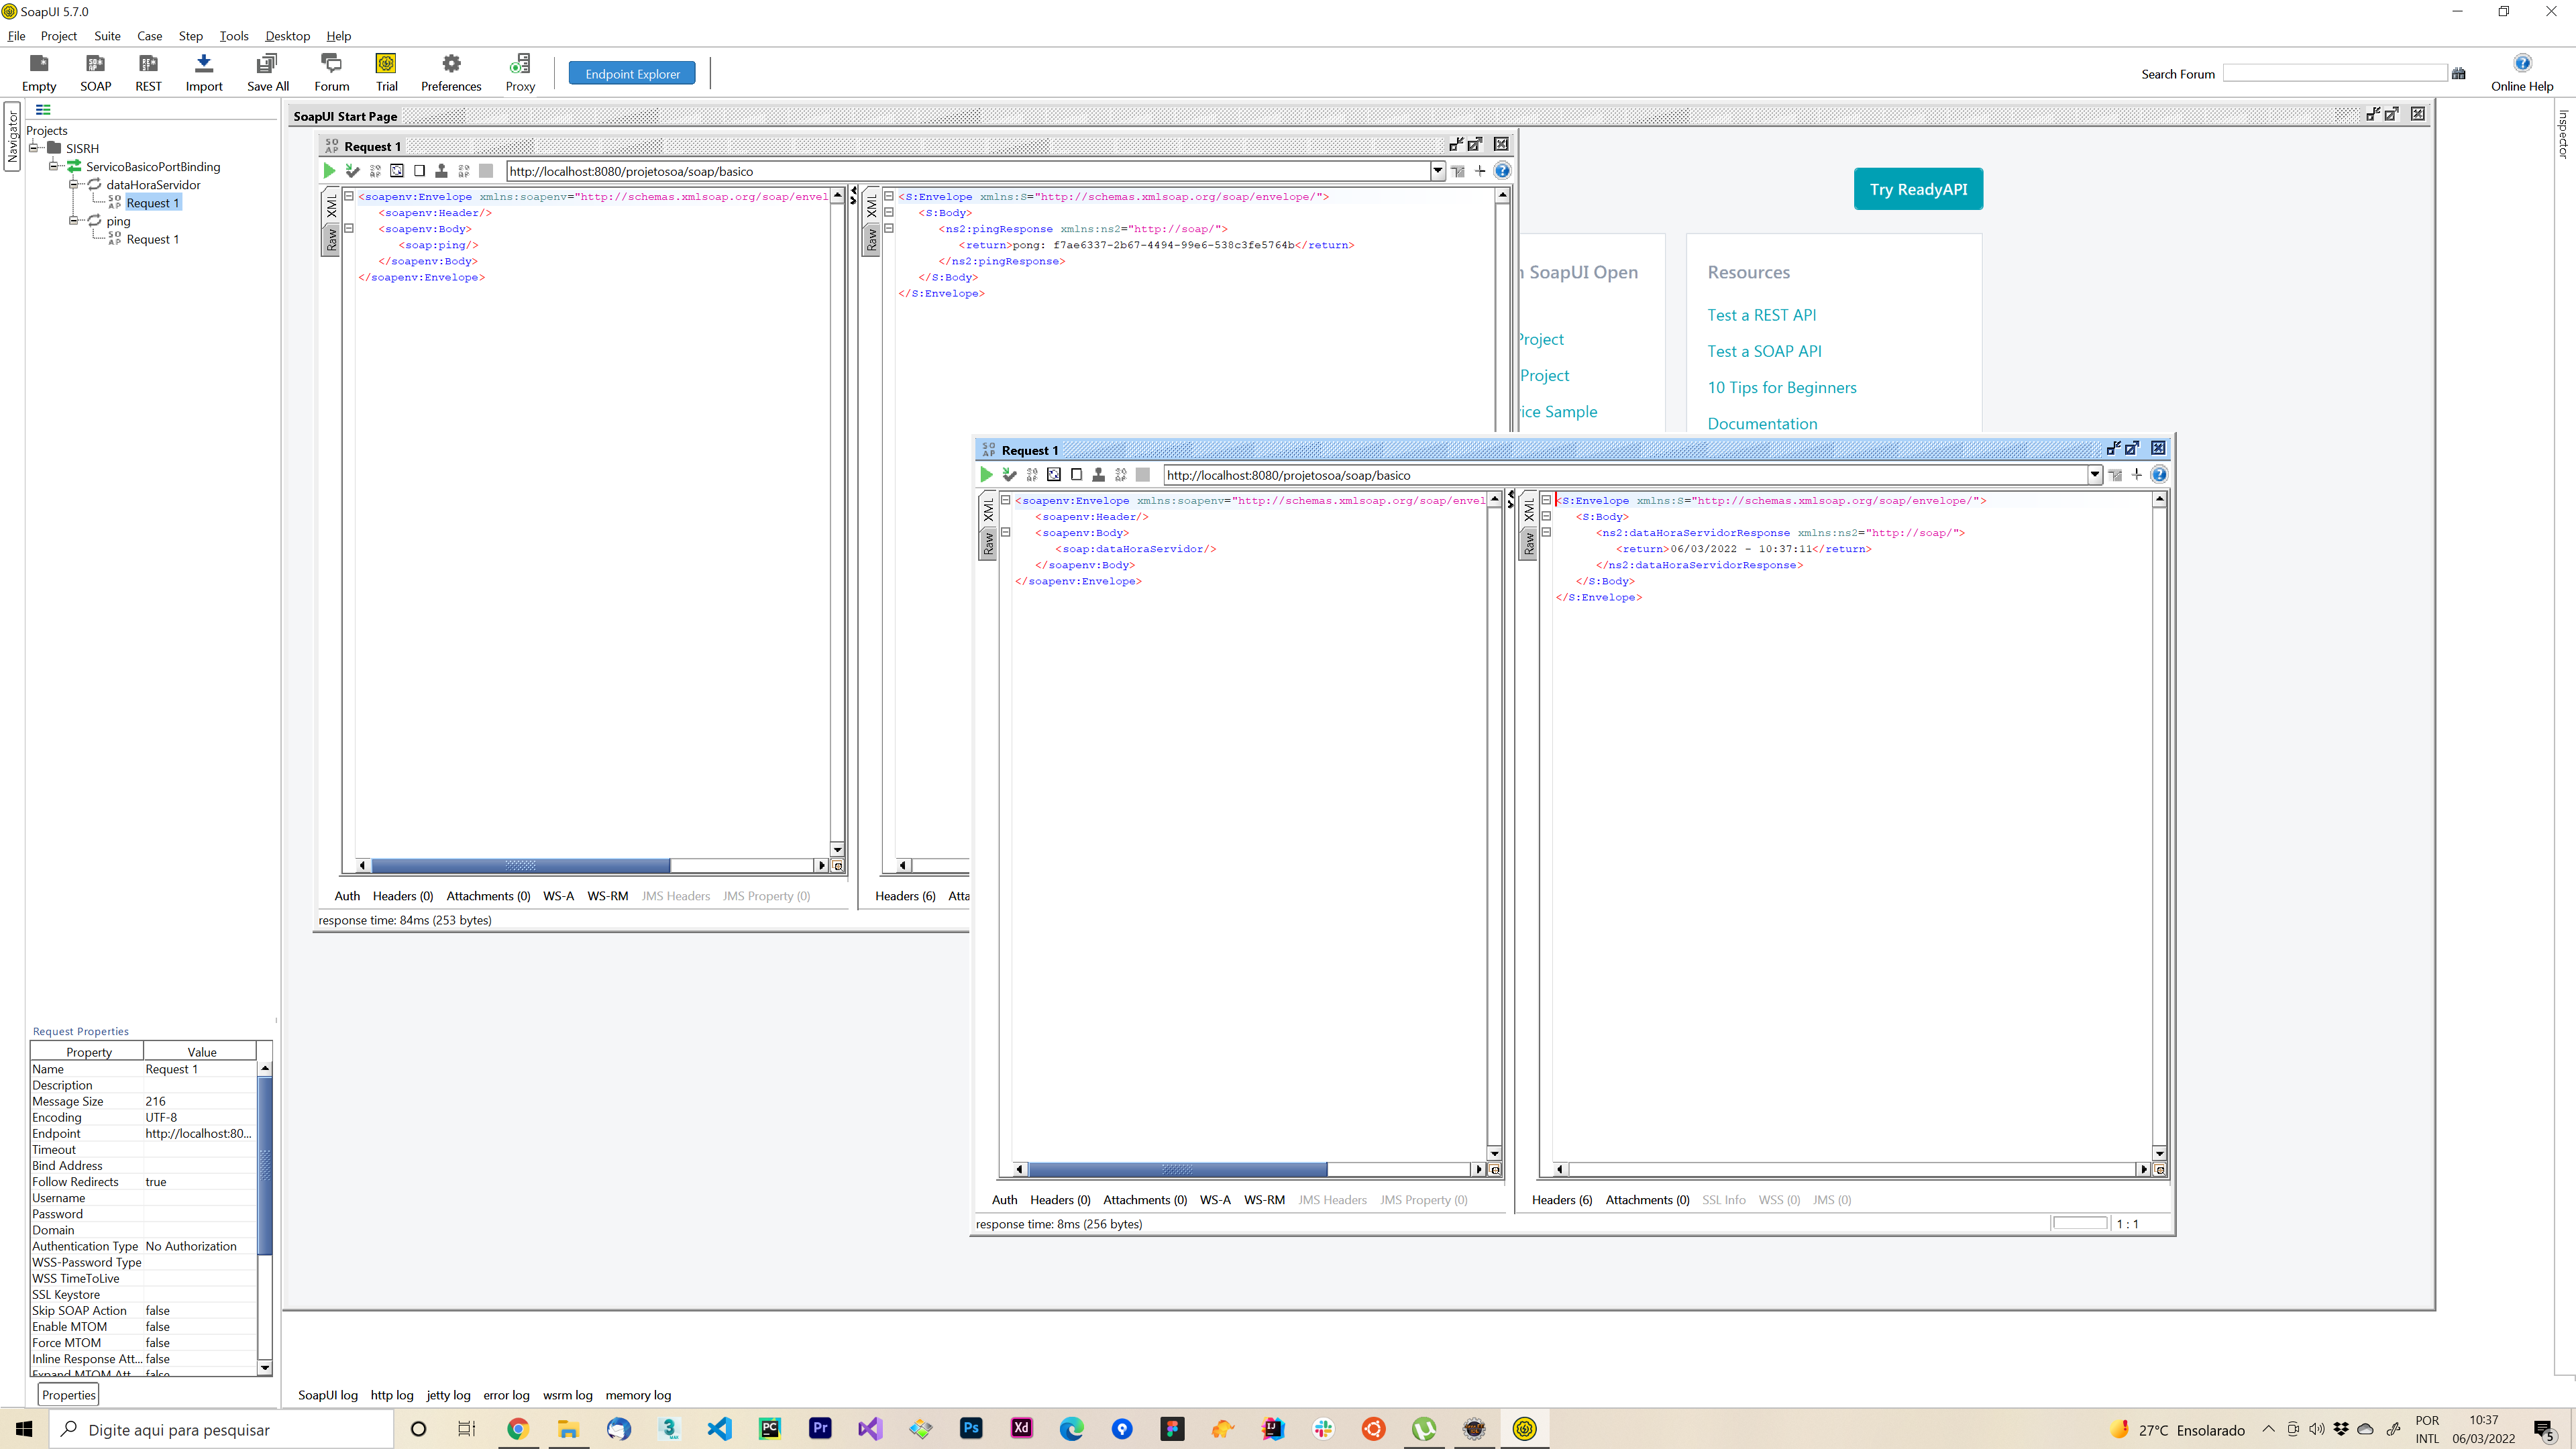 SoapUI 5.7.0
File Project Suite Case Step Tools Desktop Help
Empty SOAP REST Import Save All Forum Trial Preferences Proxy Endpoint Explorer Search Forum Online Help
Navigator
Projects
SISRH
ServicoBasicoPortBinding
dataHoraServidor
Request 1
ping
Request 1
Request Properties
Property Value
Name Request 1
Description
Message Size 216
Encoding UTF-8
Endpoint http://localhost:80...
Timeout
Bind Address
Follow Redirects true
Username
Password
Domain
Authentication Type No Authorization
WSS-Password Type
WSS TimeToLive
SSL Keystore
Skip SOAP Action false
Enable MTOM false
Force MTOM false
Inline Response Att... false
Expand MTOM Att... false
Properties
SoapUI Start Page
Request 1
http://localhost:8080/projetosoa/soap/basico
XML
Raw
<soapenv:Envelope xmlns:soapenv="http://schemas.xmlsoap.org/soap/envel
<soapenv:Header/>
<soapenv:Body>
<soap:ping/>
</soapenv:Body>
</soapenv:Envelope>
XML
Raw
<S:Envelope xmlns:S="http://schemas.xmlsoap.org/soap/envelope/">
<S:Body>
<ns2:pingResponse xmlns:ns2="http://soap/">
<return>pong: f7ae6337-2b67-4494-99e6-538c3fe5764b</return>
</ns2:pingResponse>
</S:Body>
</S:Envelope>
Auth Headers (0) Attachments (0) WS-A WS-RM JMS Headers JMS Property (0)
Headers (6) Atta
response time: 84ms (253 bytes)
Try ReadyAPI
n SoapUI Open
Project
Project
vice Sample
Resources
Test a REST API
Test a SOAP API
10 Tips for Beginners
Documentation
Request 1
http://localhost:8080/projetosoa/soap/basico
XML
Raw
<soapenv:Envelope xmlns:soapenv="http://schemas.xmlsoap.org/soap/envel
<soapenv:Header/>
<soapenv:Body>
<soap:dataHoraServidor/>
</soapenv:Body>
</soapenv:Envelope>
XML
Raw
<S:Envelope xmlns:S="http://schemas.xmlsoap.org/soap/envelope/">
<S:Body>
<ns2:dataHoraServidorResponse xmlns:ns2="http://soap/">
<return>06/03/2022 - 10:37:11</return>
</ns2:dataHoraServidorResponse>
</S:Body>
</S:Envelope>
Auth Headers (0) Attachments (0) WS-A WS-RM JMS Headers JMS Property (0)
Headers (6) Attachments (0) SSL Info WSS (0) JMS (0)
response time: 8ms (256 bytes)
1 : 1
Inspector
SoapUI log http log jetty log error log wsrm log memory log
Digite aqui para pesquisar
27°C Ensolarado
POR
INTL
10:37
06/03/2022
5